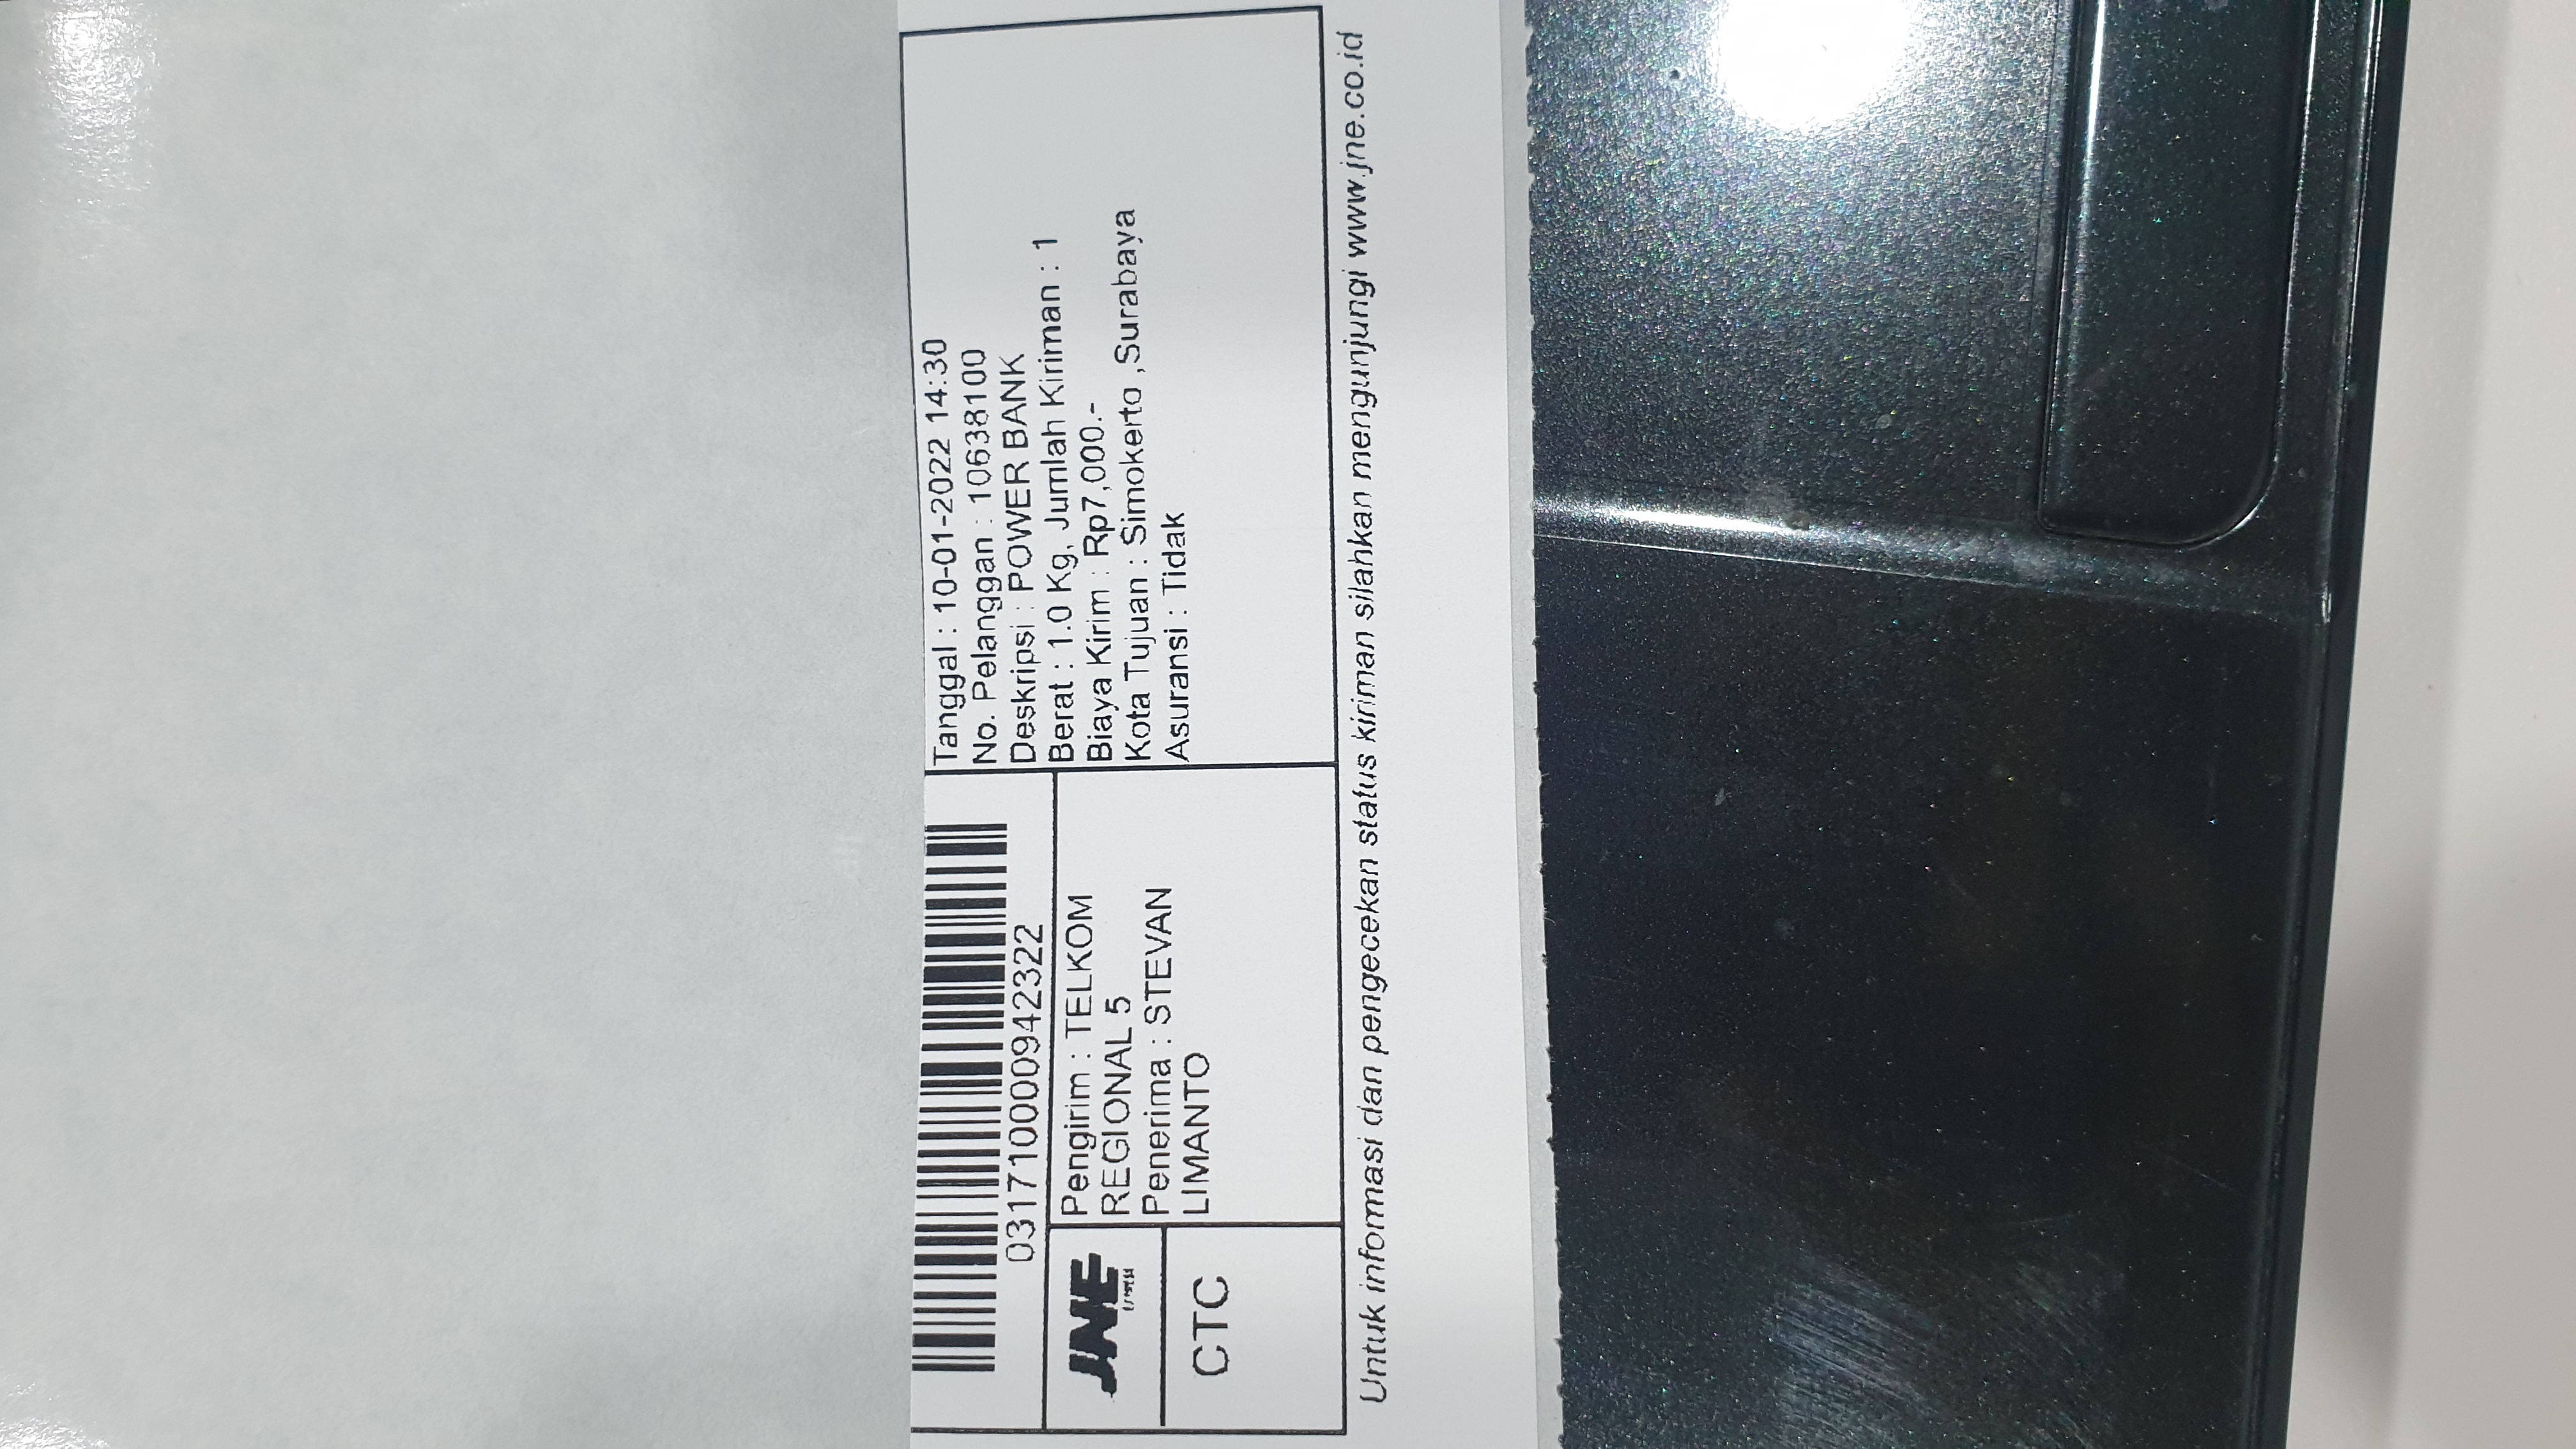 031710000942322
JNE
CTC
Pengirim : TELKOM
REGIONAL 5
Penerima : STEVAN
LIMANTO
Tanggal : 10-01-2022 14:30
No. Pelanggan : 10638100
Deskripsi : POWER BANK
Berat : 1.0 Kg, Jumlah Kiriman : 1
Biaya Kirim : Rp7,000.-
Kota Tujuan : Simokerto ,Surabaya
Asuransi : Tidak
Untuk informasi dan pengecekan status kiriman silahkan mengunjungi www.jne.co.id